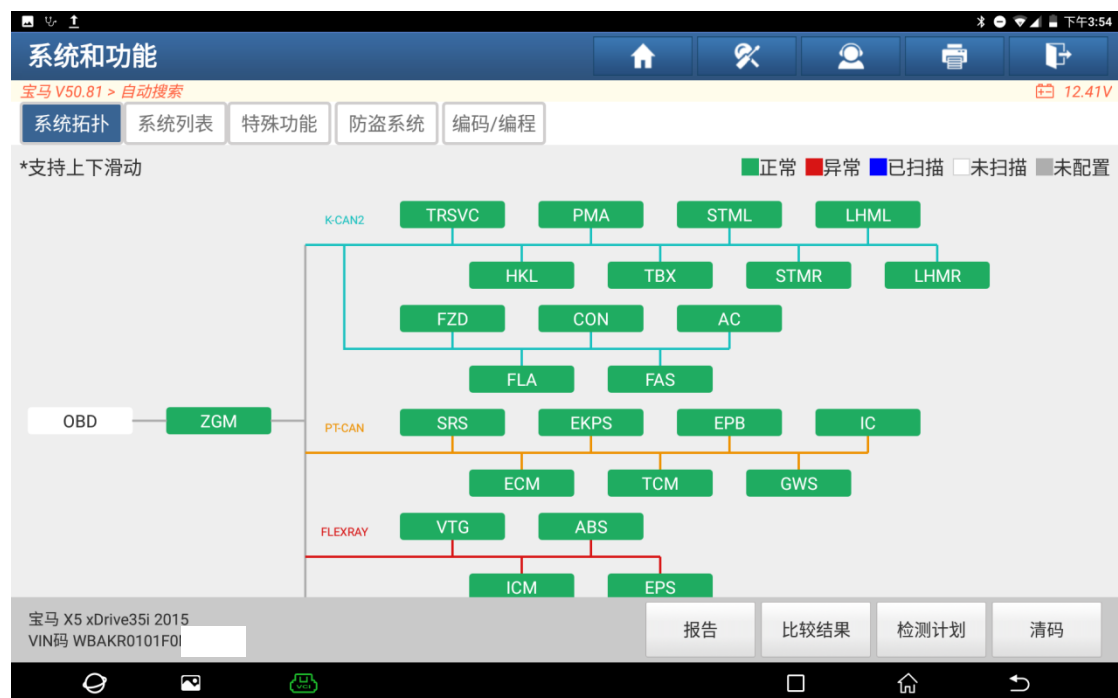 下午3:54
系统和功能
宝马 V50.81 > 自动搜索 12.41V
系统拓扑 系统列表 特殊功能 防盗系统 编码/编程
*支持上下滑动 正常 异常 已扫描 未扫描 未配置
K-CAN2 TRSVC PMA STML LHML
HKL TBX STMR LHMR
FZD CON AC
FLA FAS
OBD ZGM PT-CAN SRS EKPS EPB IC
ECM TCM GWS
FLEXRAY VTG ABS
ICM EPS
宝马 X5 xDrive35i 2015
VIN码 WBAKR0101F0
报告 比较结果 检测计划 清码
VCI